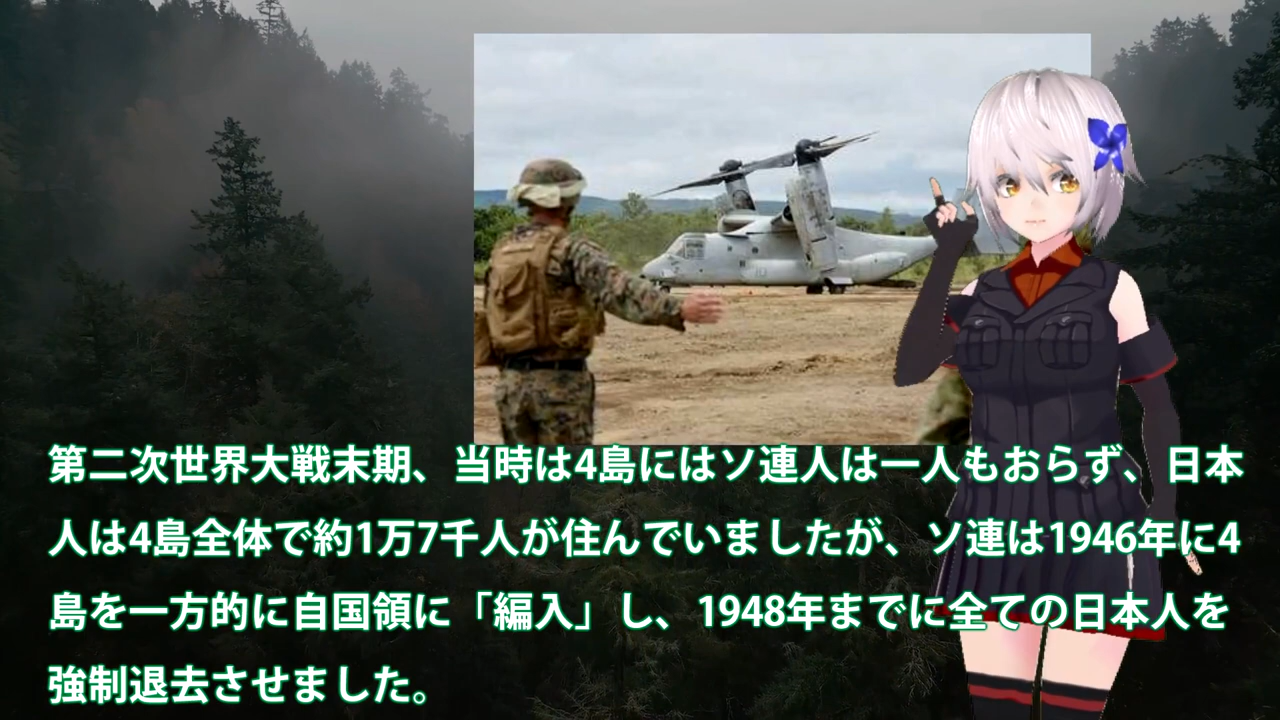 第二次世界大戦末期、当時は4島にはソ連人は一人もおらず、日本
人は4島全体で約1万7千人が住んでいましたが、ソ連は1946年に4
島を一方的に自国領に「編入」し、1948年までに全ての日本人を
強制退去させました。